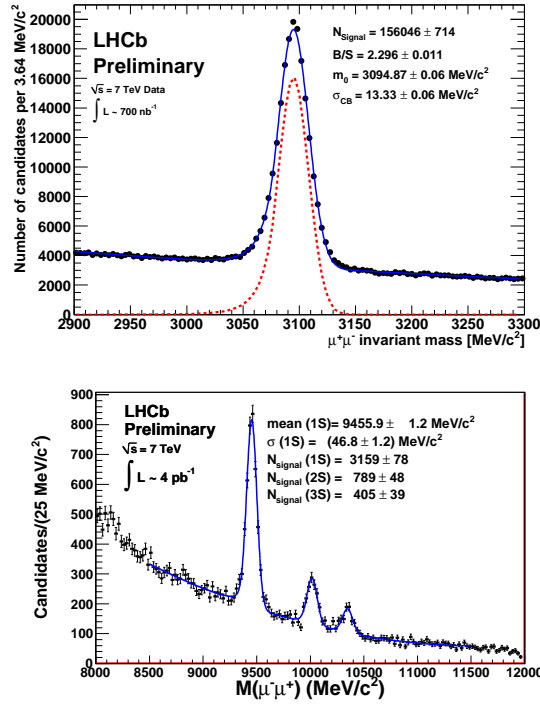 Number of candidates per 3.64 MeV/c²
20000
18000
16000
14000
12000
10000
8000
6000
4000
2000
0
LHCb
Preliminary
√s = 7 TeV Data
∫ L ~ 700 nb⁻¹
N_Signal = 156046 ± 714
B/S = 2.296 ± 0.011
m₀ = 3094.87 ± 0.06 MeV/c²
σ_CB = 13.33 ± 0.06 MeV/c²
2900 2950 3000 3050 3100 3150 3200 3250 3300
μ⁺μ⁻ invariant mass [MeV/c²]
Candidates/(25 MeV/c²)
900
800
700
600
500
400
300
200
100
0
LHCb
Preliminary
√s = 7 TeV
∫ L ~ 4 pb⁻¹
mean (1S)= 9455.9 ± 1.2 MeV/c²
σ (1S) = (46.8 ± 1.2) MeV/c²
N_signal (1S) = 3159 ± 78
N_signal (2S) = 789 ± 48
N_signal (3S) = 405 ± 39
8000 8500 9000 9500 10000 10500 11000 11500 12000
M(μ⁻μ⁺) (MeV/c²)